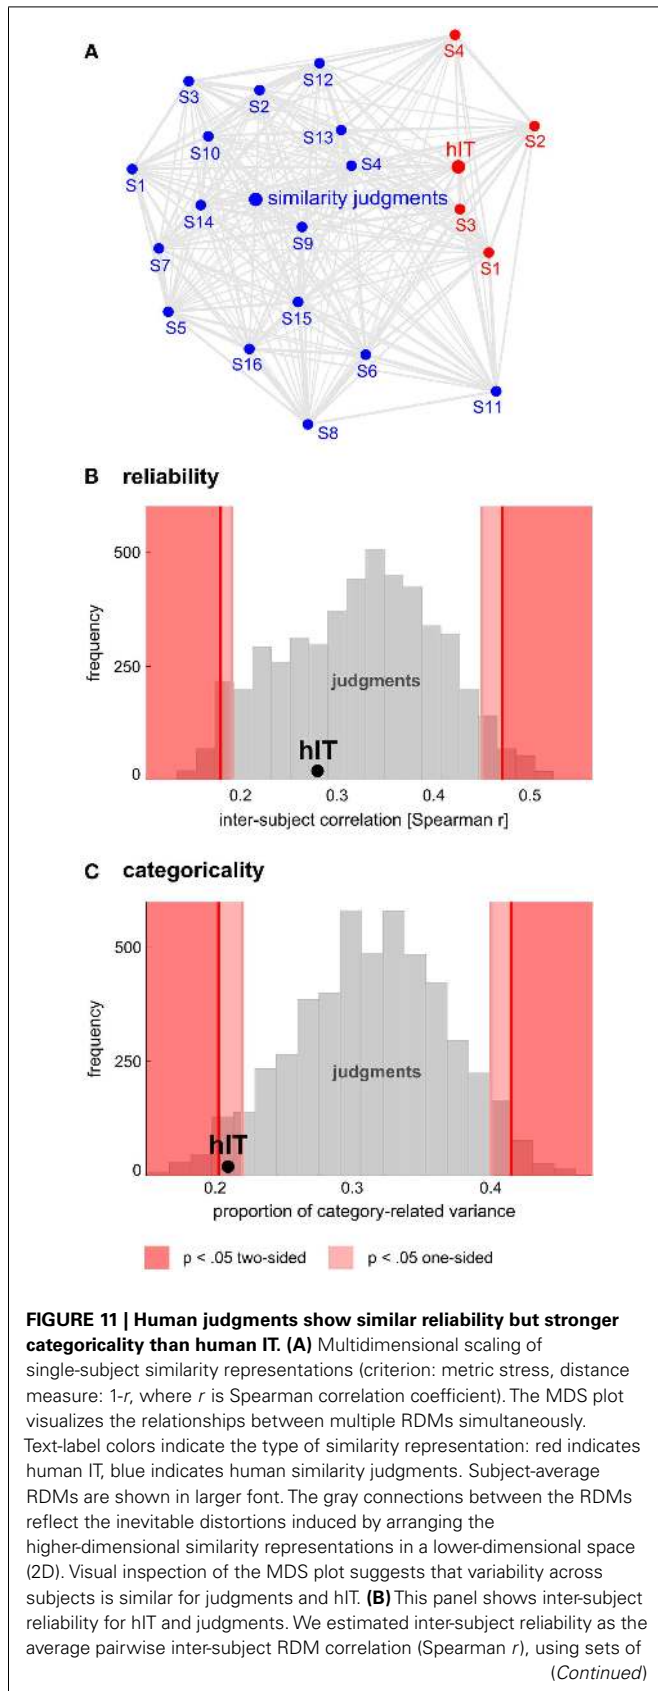 A
S4
S12
S3
S2
S2
S13
S10
hIT
S4
S1
similarity judgments
S14
S3
S9
S7
S1
S15
S5
S16
S6
S11
S8
B reliability
500
frequency
250
judgments
hIT
0
0.2 0.3 0.4 0.5
inter-subject correlation [Spearman r]
C categoricality
500
frequency
250
judgments
hIT
0
0.2 0.3 0.4
proportion of category-related variance
p < .05 two-sided p < .05 one-sided
FIGURE 11 | Human judgments show similar reliability but stronger
categoricality than human IT. (A) Multidimensional scaling of
single-subject similarity representations (criterion: metric stress, distance
measure: 1-r, where r is Spearman correlation coefficient). The MDS plot
visualizes the relationships between multiple RDMs simultaneously.
Text-label colors indicate the type of similarity representation: red indicates
human IT, blue indicates human similarity judgments. Subject-average
RDMs are shown in larger font. The gray connections between the RDMs
reflect the inevitable distortions induced by arranging the
higher-dimensional similarity representations in a lower-dimensional space
(2D). Visual inspection of the MDS plot suggests that variability across
subjects is similar for judgments and hIT. (B) This panel shows inter-subject
reliability for hIT and judgments. We estimated inter-subject reliability as the
average pairwise inter-subject RDM correlation (Spearman r), using sets of
(Continued)